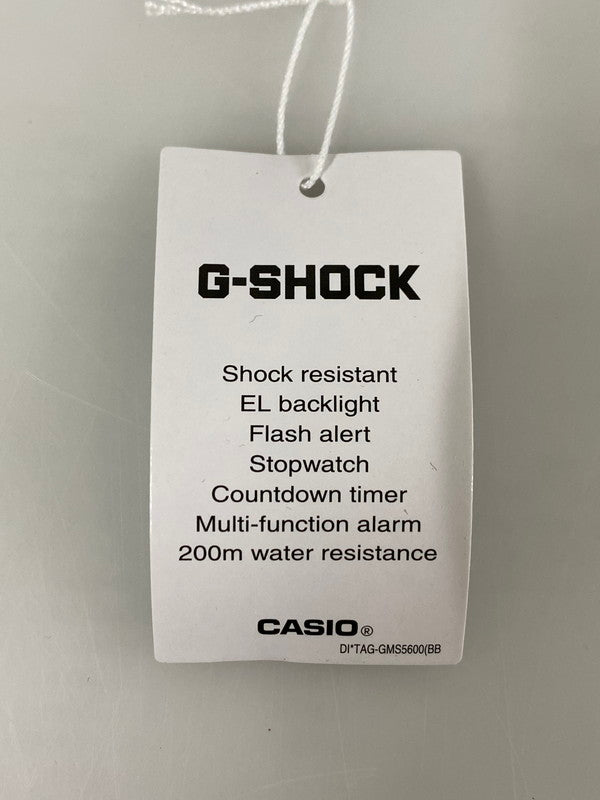 G-SHOCK
Shock resistant
EL backlight
Flash alert
Stopwatch
Countdown timer
Multi-function alarm
200m water resistance
CASIO®
DI*TAG-GMS5600(BB